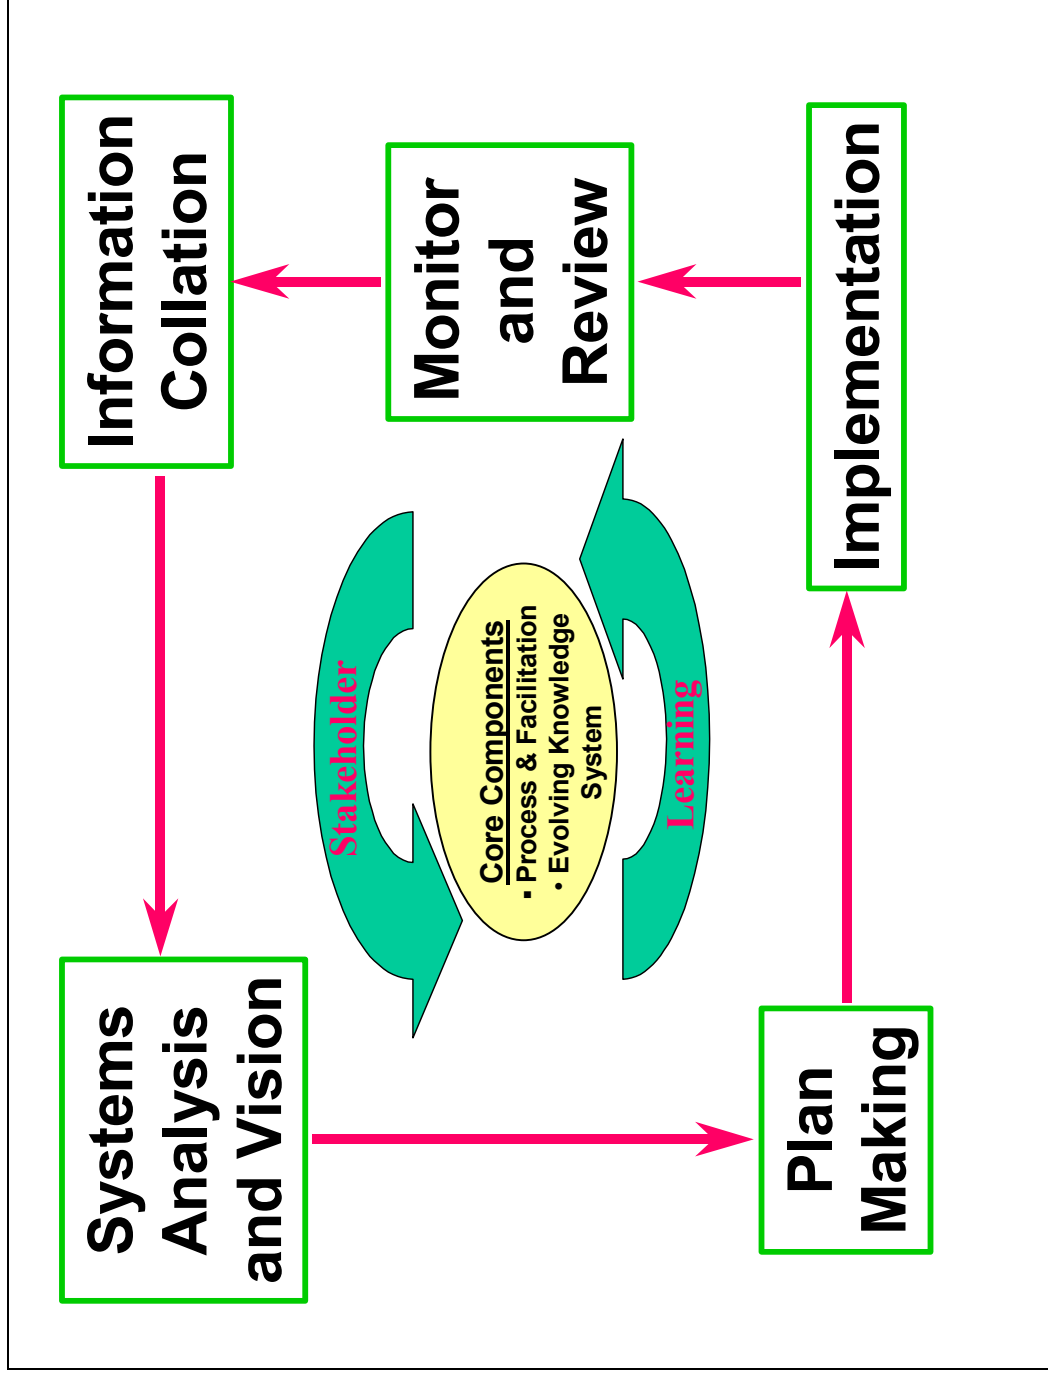 Systems
Analysis
and Vision
Information
Collation
Stakeholder
Core Components
▪ Process & Facilitation
• Evolving Knowledge
System
Learning
Monitor
and
Review
Plan
Making
Implementation